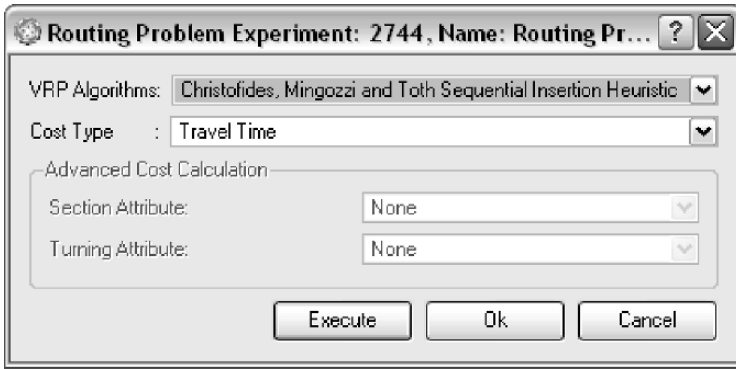 Routing Problem Experiment: 2744, Name: Routing Pr...
VRP Algorithms: Christofides, Mingozzi and Toth Sequential Insertion Heuristic
Cost Type : Travel Time
Advanced Cost Calculation
Section Attribute: None
Turning Attribute: None
Execute Ok Cancel